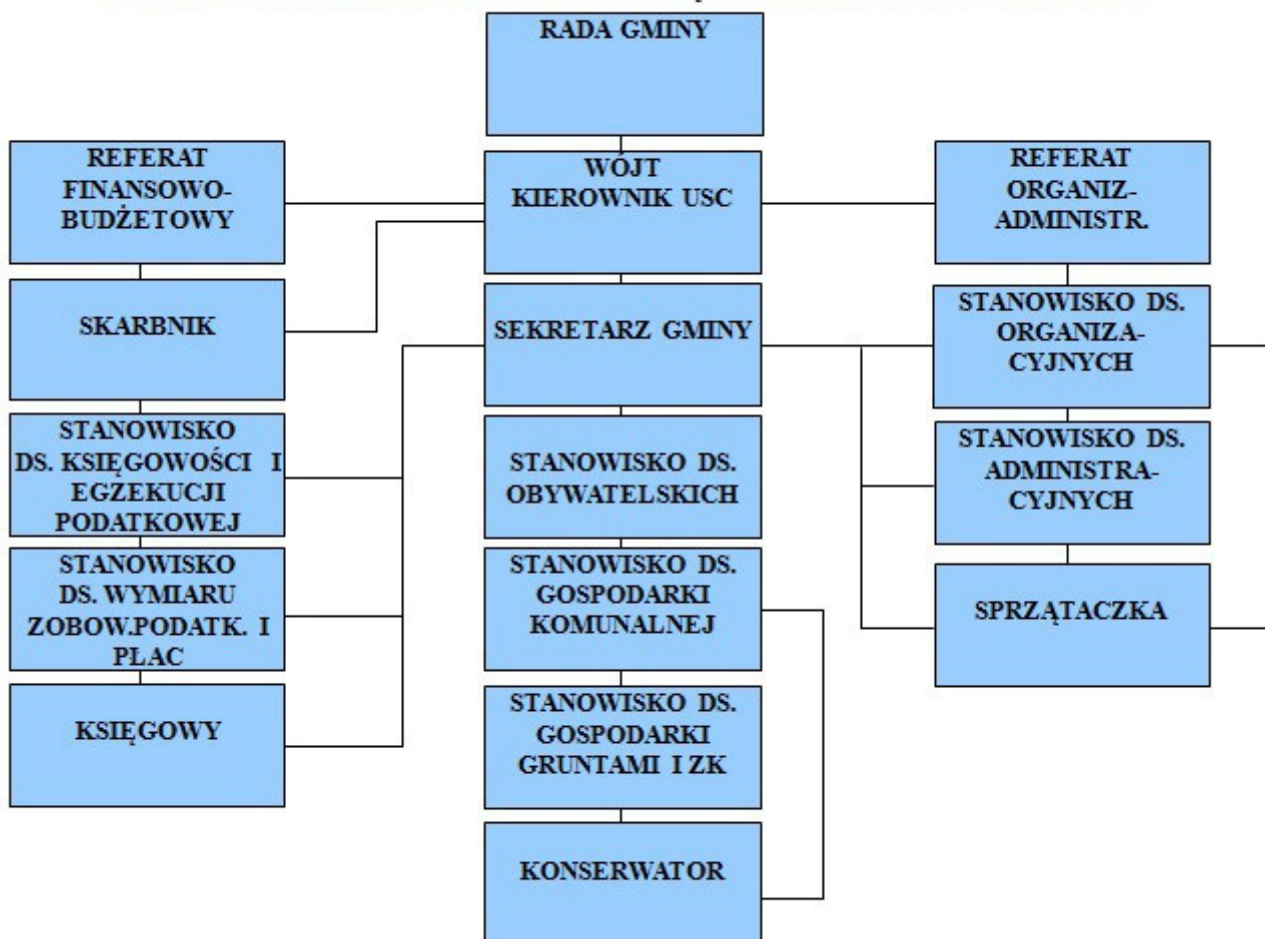 RADA GMINY
REFERAT
FINANSOWO-
BUDŻETOWY
WÓJT
KIEROWNIK USC
REFERAT
ORGANIZ-
ADMINISTR.
SKARBNIK
SEKRETARZ GMINY
STANOWISKO DS.
ORGANIZA-
CYJNYCH
STANOWISKO
DS. KSIĘGOWOŚCI I
EGZEKUCJI
PODATKOWEJ
STANOWISKO DS.
OBYWATELSKICH
STANOWISKO DS.
ADMINISTRA-
CYJNYCH
STANOWISKO
DS. WYMIARU
ZOBOW.PODATK. I
PŁAC
STANOWISKO DS.
GOSPODARKI
KOMUNALNEJ
SPRZĄTACZKA
KSIĘGOWY
STANOWISKO DS.
GOSPODARKI
GRUNTAMI I ZK
KONSERWATOR